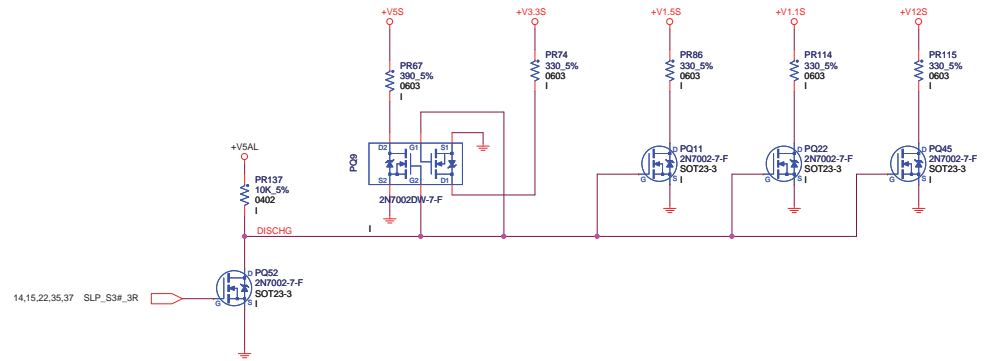 +V5S
+V3.3S
+V1.5S
+V1.1S
+V12S
PR67
390_5%
0603
I
PR74
330_5%
0603
I
PR86
330_5%
0603
I
PR114
330_5%
0603
I
PR115
330_5%
0603
I
PQ9
D2
G1
S1
S2
G2
D1
2N7002DW-7-F
I
D
G
S
PQ11
2N7002-7-F
SOT23-3
I
D
G
S
PQ22
2N7002-7-F
SOT23-3
I
D
G
S
PQ45
2N7002-7-F
SOT23-3
I
+V5AL
PR137
10K_5%
0402
I
DISCHG
D
G
S
PQ52
2N7002-7-F
SOT23-3
I
14,15,22,35,37 SLP_S3#_3R